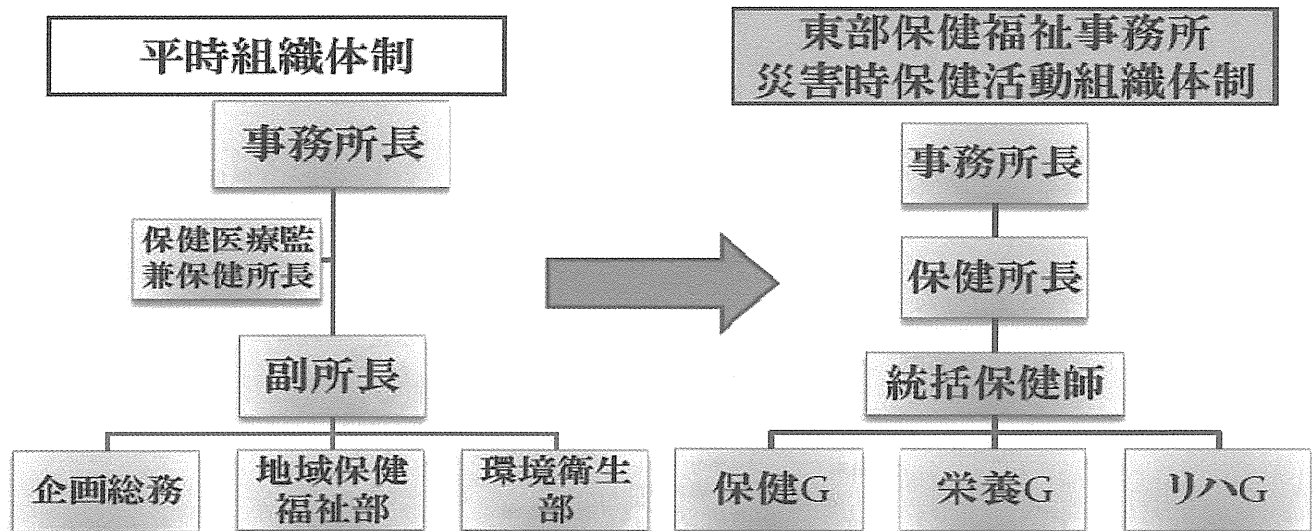 平時組織体制
事務所長
保健医療監
兼保健所長
副所長
企画総務
地域保健
福祉部
環境衛生
部
東部保健福祉事務所
災害時保健活動組織体制
事務所長
保健所長
統括保健師
保健G
栄養G
リハG